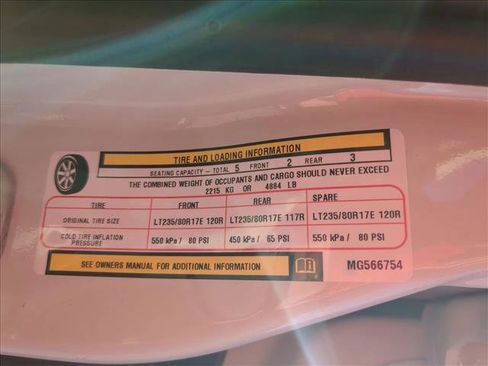 TIRE AND LOADING INFORMATION
SEATING CAPACITY - TOTAL 5 FRONT 2 REAR 3
THE COMBINED WEIGHT OF OCCUPANTS AND CARGO SHOULD NEVER EXCEED
2215 KG OR 4884 LB
TIRE FRONT REAR SPARE
ORIGINAL TIRE SIZE LT235/80R17E 120R LT235/80R17E 117R LT235/80R17E 120R
COLD TIRE INFLATION PRESSURE 550 kPa / 80 PSI 450 kPa / 65 PSI 550 kPa / 80 PSI
SEE OWNERS MANUAL FOR ADDITIONAL INFORMATION MG566754